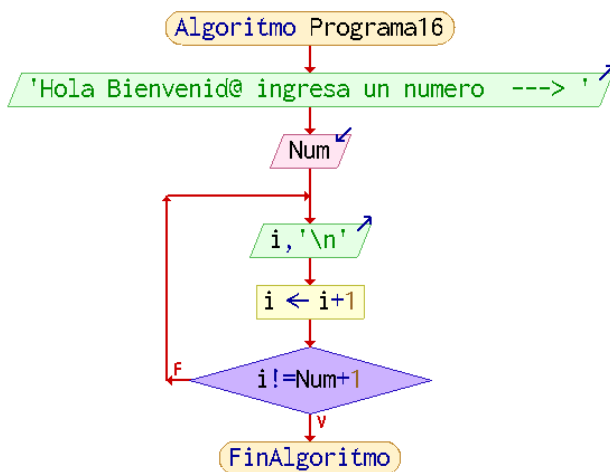 Algoritmo Programa16
'Hola Bienvenid@ ingresa un numero  ---> '
Num
i,'\n'
i ← i+1
F
i!=Num+1
V
FinAlgoritmo